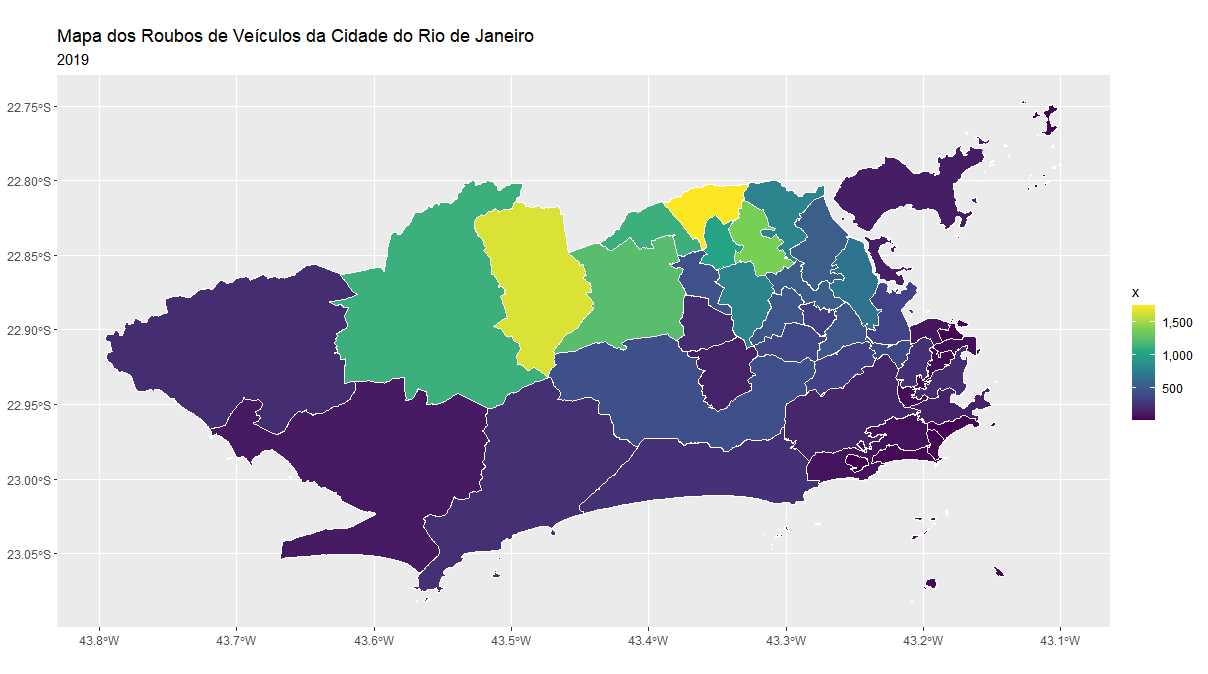 Mapa dos Roubos de Veículos da Cidade do Rio de Janeiro
2019
22.75°S
22.80°S
22.85°S
22.90°S
22.95°S
23.00°S
23.05°S
43.8°W
43.7°W
43.6°W
43.5°W
43.4°W
43.3°W
43.2°W
43.1°W
x
1,500
1,000
500